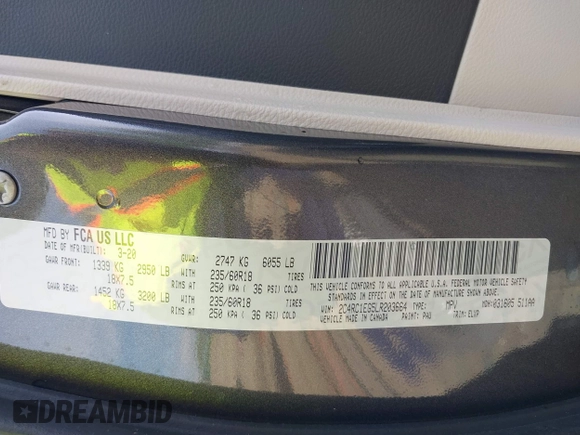 MFD BY FCA US LLC
DATE OF MFR(BUILT): 3-20 GVWR: 2747 KG 6055 LB
GAWR FRONT: 1339 KG 2950 LB WITH 235/60R18 TIRES
18X7.5 RIMS AT 250 KPA ( 36 PSI) COLD
GAWR REAR: 1452 KG 3200 LB WITH 235/60R18 TIRES
18X7.5 RIMS AT 250 KPA ( 36 PSI) COLD
THIS VEHICLE CONFORMS TO ALL APPLICABLE U.S.A. FEDERAL MOTOR VEHICLE SAFETY
STANDARDS IN EFFECT ON THE DATE OF MANUFACTURE SHOWN ABOVE.
VIN: 2C4RC1EG5LR203664 TYPE: MPV MDH:031605 511AA
VEHICLE MADE IN CANADA PAINT: PAU TRIM: ELVP
DREAMBID